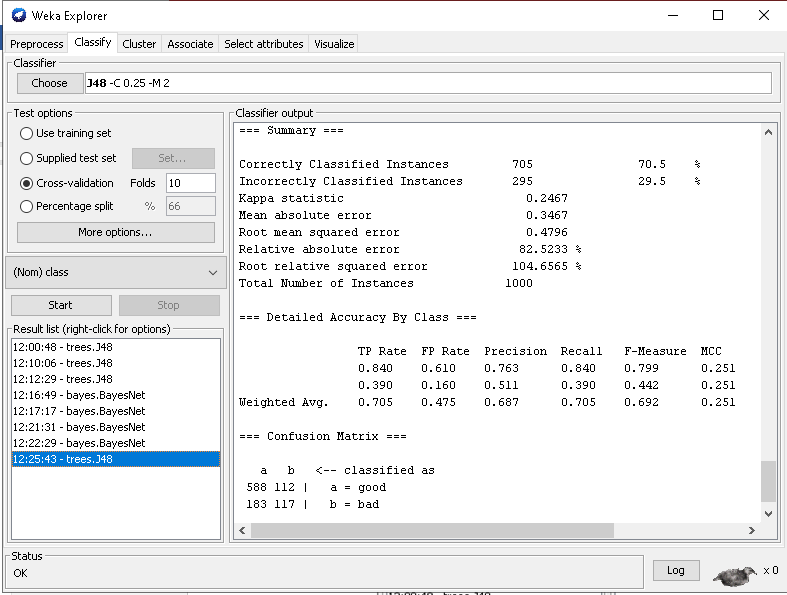 Weka Explorer
Preprocess Classify Cluster Associate Select attributes Visualize
Classifier
Choose J48 -C 0.25 -M 2
Test options
Use training set
Supplied test set Set...
Cross-validation Folds 10
Percentage split % 66
More options...
(Nom) class
Start Stop
Result list (right-click for options)
12:00:48 - trees.J48
12:10:06 - trees.J48
12:12:29 - trees.J48
12:16:49 - bayes.BayesNet
12:17:17 - bayes.BayesNet
12:21:31 - bayes.BayesNet
12:22:29 - bayes.BayesNet
12:25:43 - trees.J48
Classifier output
=== Summary ===
Correctly Classified Instances 705 70.5 %
Incorrectly Classified Instances 295 29.5 %
Kappa statistic 0.2467
Mean absolute error 0.3467
Root mean squared error 0.4796
Relative absolute error 82.5233 %
Root relative squared error 104.6565 %
Total Number of Instances 1000
=== Detailed Accuracy By Class ===
TP Rate FP Rate Precision Recall F-Measure MCC
0.840 0.610 0.763 0.840 0.799 0.251
0.390 0.160 0.511 0.390 0.442 0.251
Weighted Avg. 0.705 0.475 0.687 0.705 0.692 0.251
=== Confusion Matrix ===
a b <-- classified as
588 112 | a = good
183 117 | b = bad
Status
OK
Log x 0